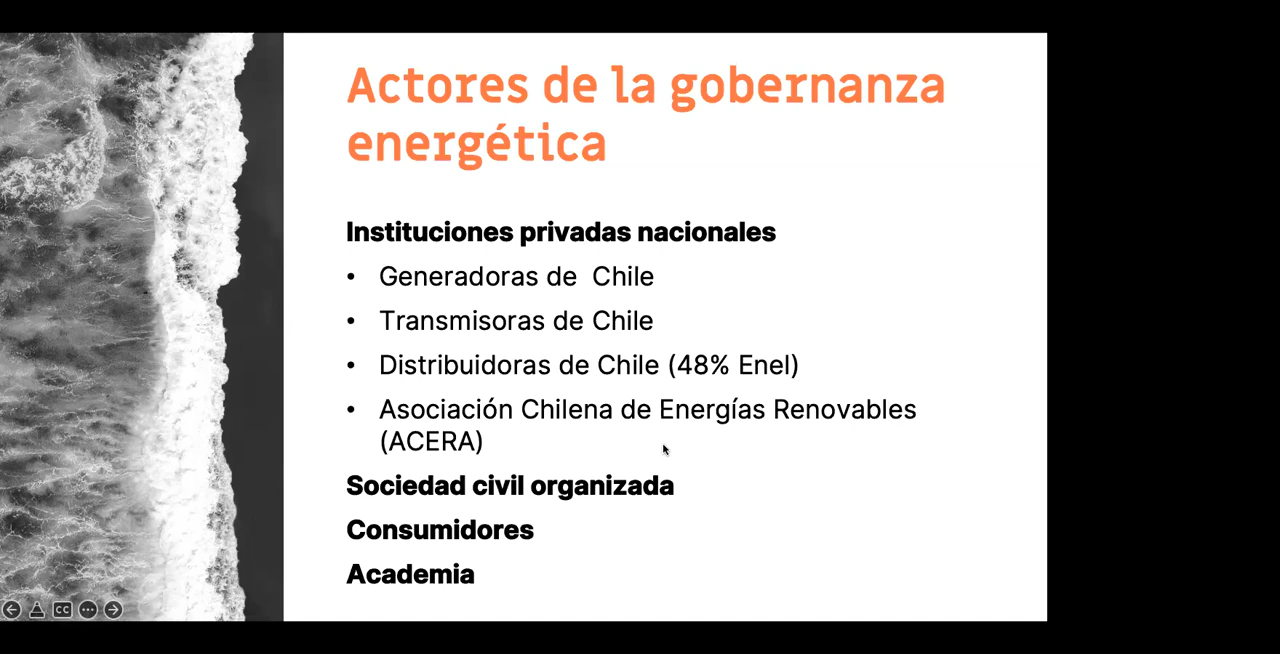 Actores de la gobernanza
energética
Instituciones privadas nacionales
• Generadoras de  Chile
• Transmisoras de Chile
• Distribuidoras de Chile (48% Enel)
• Asociación Chilena de Energías Renovables
(ACERA)
Sociedad civil organizada
Consumidores
Academia
CC